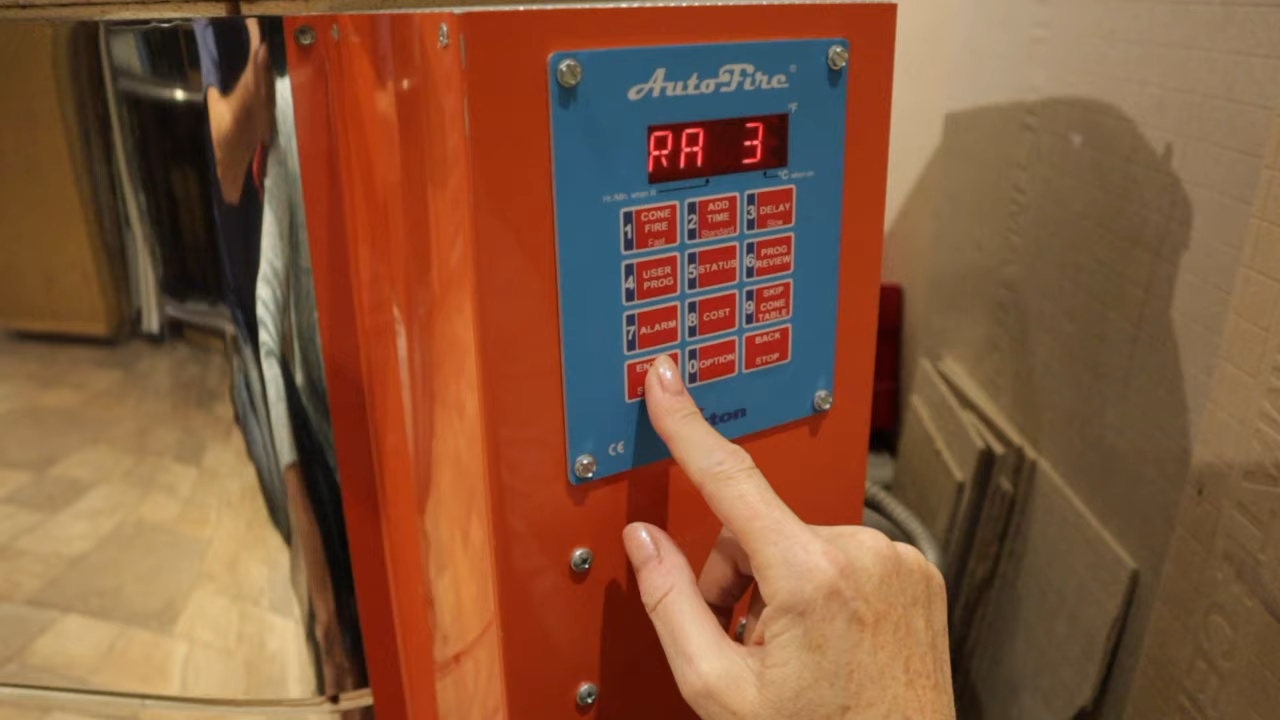 AutoFire©
°F
RA 3
Hr./Min. when lit
°C when on
1 CONE FIRE Fast
2 ADD TIME Standard
3 DELAY Slow
4 USER PROG
5 STATUS
6 PROG REVIEW
7 ALARM
8 COST
9 SKIP CONE TABLE
EN
S
0 OPTION
BACK STOP
ton
CE